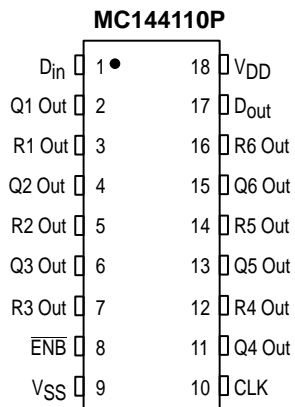 MC144110P
Din 1 18 VDD
Q1 Out 2 17 Dout
R1 Out 3 16 R6 Out
Q2 Out 4 15 Q6 Out
R2 Out 5 14 R5 Out
Q3 Out 6 13 Q5 Out
R3 Out 7 12 R4 Out
E̅N̅B̅ 8 11 Q4 Out
VSS 9 10 CLK